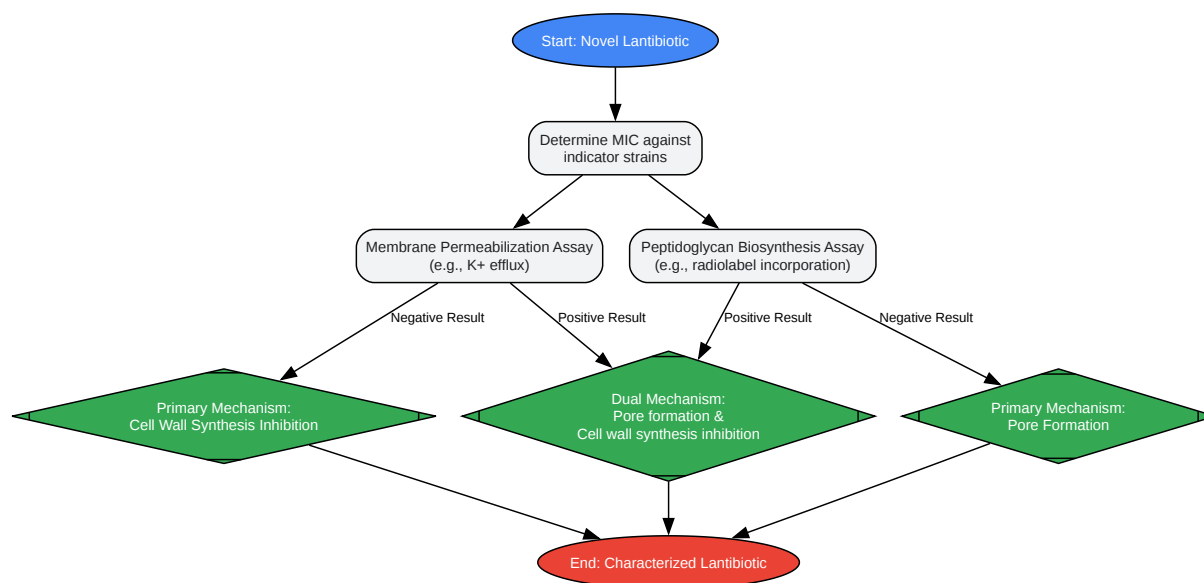 Start: Novel Lantibiotic
Determine MIC against
indicator strains
Membrane Permeabilization Assay
(e.g., K+ efflux)
Peptidoglycan Biosynthesis Assay
(e.g., radiolabel incorporation)
Negative Result
Positive Result
Positive Result
Negative Result
Primary Mechanism:
Cell Wall Synthesis Inhibition
Dual Mechanism:
Pore formation &
Cell wall synthesis inhibition
Primary Mechanism:
Pore Formation
End: Characterized Lantibiotic